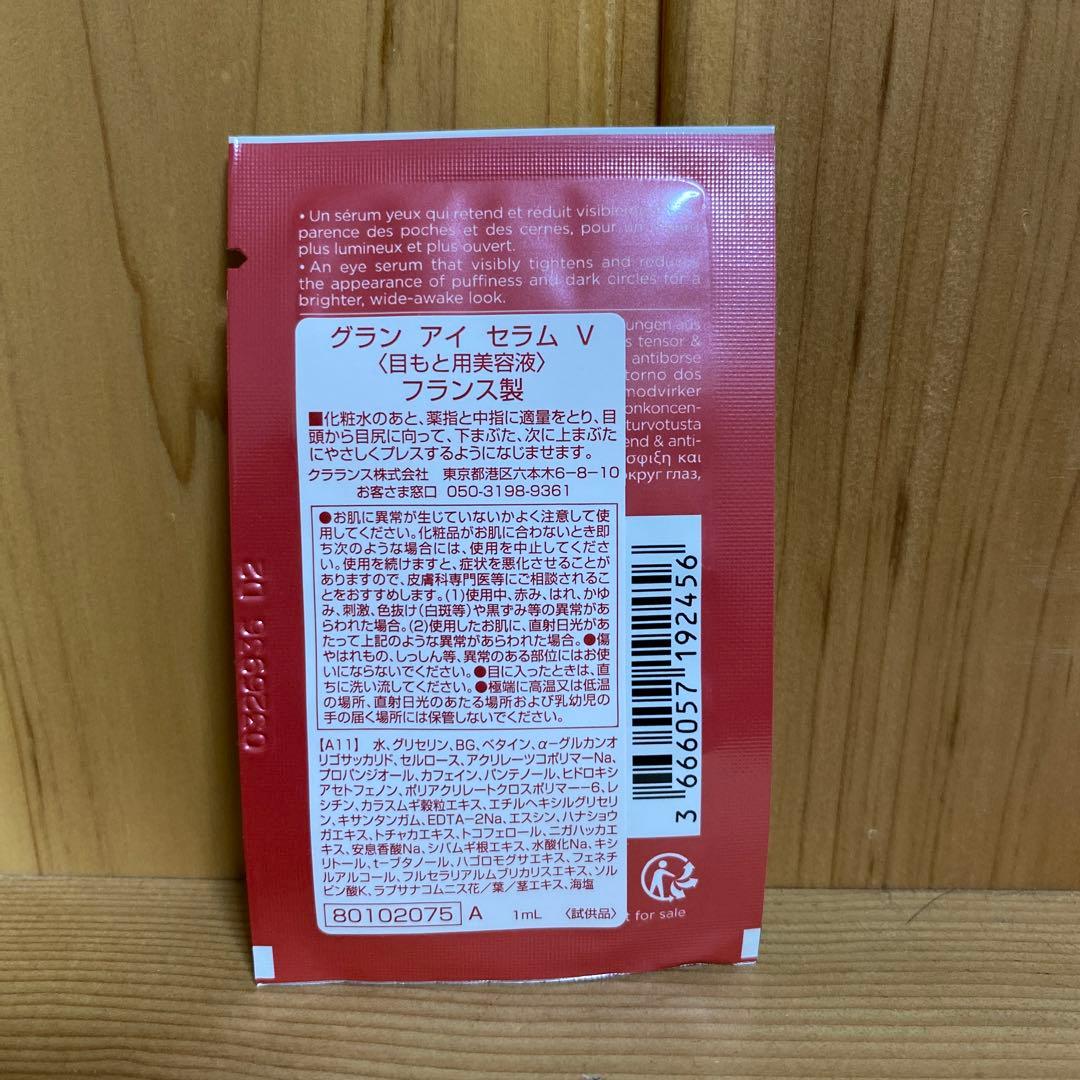 • Un sérum yeux qui retend et reduit
parence des poches et des cernes, pour un
plus lumineux et plus ouvert.
• An eye serum that visibly tightens and reduces
the appearance of puffiness and dark circles for a
brighter, wide-awake look.
グラン アイ セラム V
〈目もと用美容液〉
フランス製
■化粧水のあと、薬指と中指に適量をとり、目
頭から目尻に向って、下まぶた、次に上まぶた
にやさしくプレスするようになじませます。
クラランス株式会社 東京都港区六本木6-8-10
お客さま窓口 050-3198-9361
●お肌に異常が生じていないかよく注意して使
用してください。化粧品がお肌に合わないとき即
ち次のような場合には、使用を中止してくださ
い。使用を続けますと、症状を悪化させることが
ありますので、皮膚科専門医等にご相談されるこ
とをおすすめします。(1)使用中、赤み、はれ、かゆ
み、刺激、色抜け(白斑等)や黒ずみ等の異常があ
らわれた場合。(2)使用したお肌に、直射日光があ
たって上記のような異常があらわれた場合。●傷
やはれもの、しっしん等、異常のある部位にはお使
いにならないでください。●目に入ったときは、直
ちに洗い流してください。●極端に高温又は低温
の場所、直射日光のあたる場所および乳幼児の
手の届く場所には保管しないでください。
【A11】 水、グリセリン、BG、ベタイン、α-グルカンオ
リゴサッカリド、セルロース、アクリレーツコポリマーNa、
プロパンジオール、カフェイン、パンテノール、ヒドロキシ
アセトフェノン、ポリアクリレートクロスポリマー-6、レ
シチン、カラスムギ穀粒エキス、エチルヘキシルグリセリ
ン、キサンタンガム、EDTA-2Na、エスシン、ハナショウ
ガエキス、トチャカエキス、トコフェロール、ニガハッカエ
キス、安息香酸Na、シバムギ根エキス、水酸化Na、キシ
リトール、t-ブタノール、ハゴロモグサエキス、フェネチ
ルアルコール、フルセラリアルムブリカリスエキス、ソル
ビン酸K、ラプサナコムニス花/葉/茎エキス、海塩
80102075 A 1mL 〈試供品〉
ungen aus
s tensor &
antiborse
torno dos
modvirker
onkoncen-
turvotusta
end & anti-
σφιξη και
округ глаз,
3 666057 192456
for sale
0326936 D2